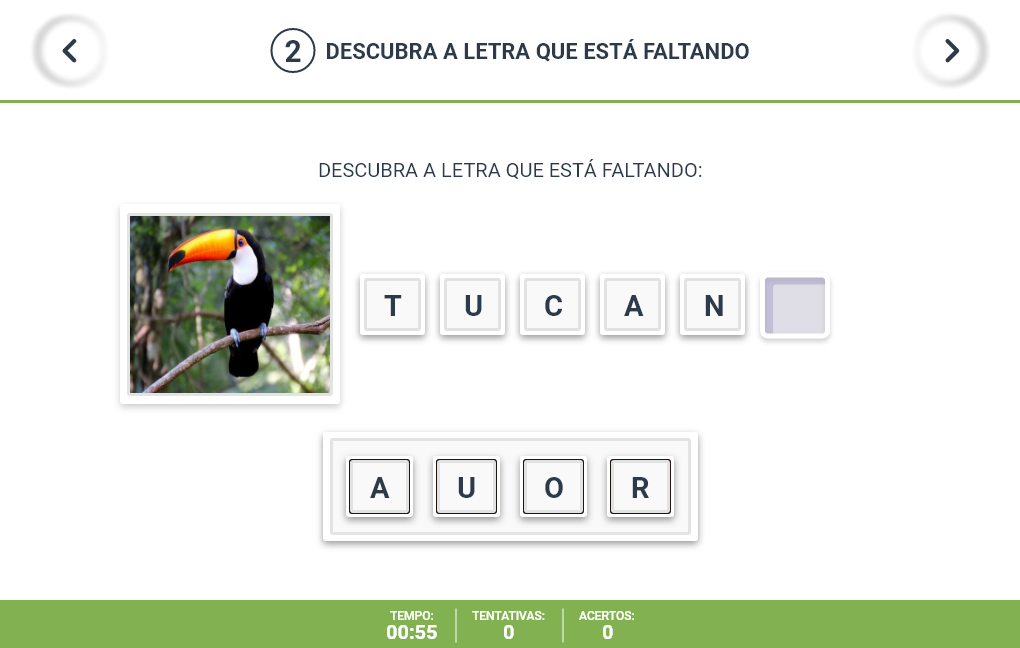 2 DESCUBRA A LETRA QUE ESTÁ FALTANDO
DESCUBRA A LETRA QUE ESTÁ FALTANDO:
T U C A N
A U O R
TEMPO: TENTATIVAS: ACERTOS:
00:55 0 0